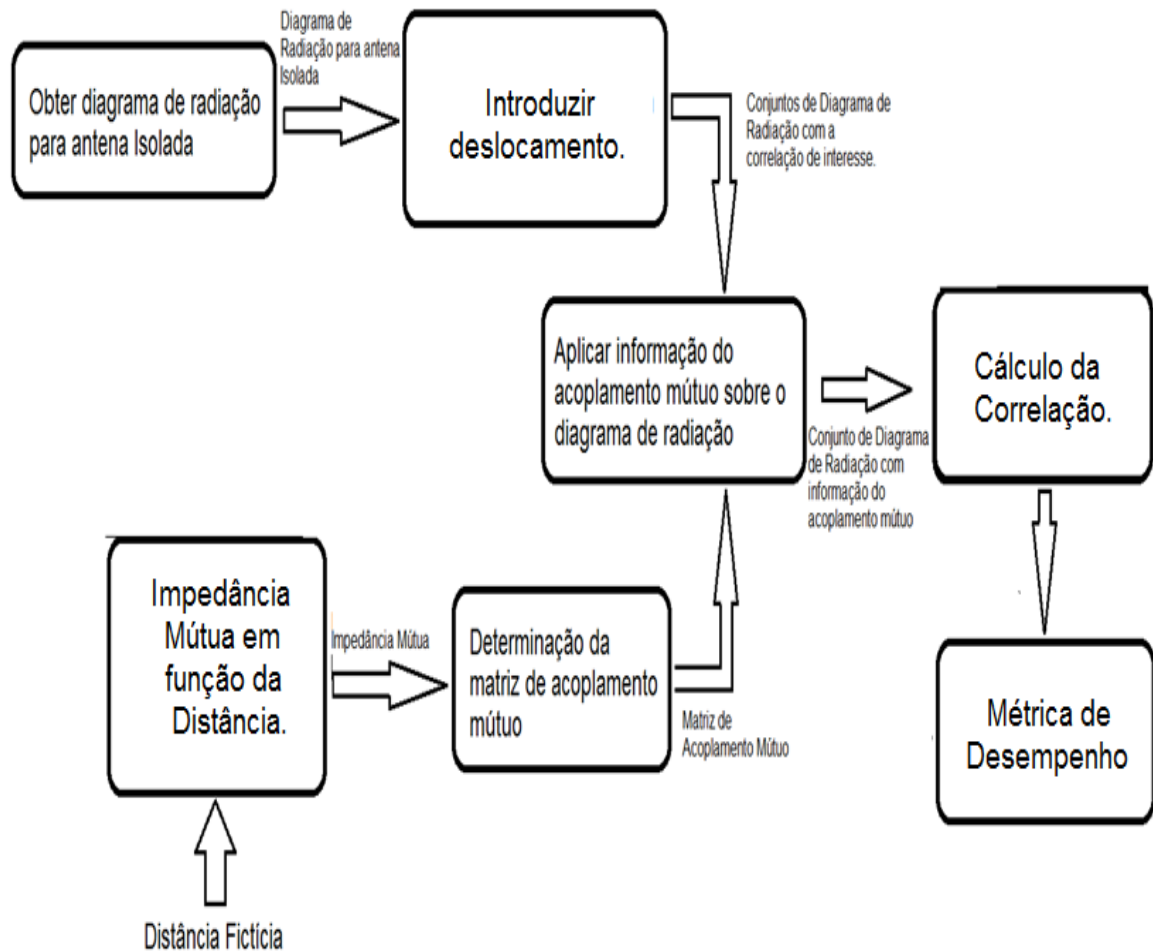 Obter diagrama de radiação
para antena Isolada
Diagrama de
Radiação para antena
Isolada
Introduzir
deslocamento.
Conjuntos de Diagrama de
Radiação com a
correlação de interesse.
Aplicar informação do
acoplamento mútuo sobre o
diagrama de radiação
Conjunto de Diagrama
de Radiação com
informação do
acoplamento mútuo
Cálculo da
Correlação.
Impedância
Mútua em
função da
Distância.
Impedância Mútua
Determinação da
matriz de acoplamento
mútuo
Matriz de
Acoplamento Mútuo
Métrica de
Desempenho
Distância Fictícia